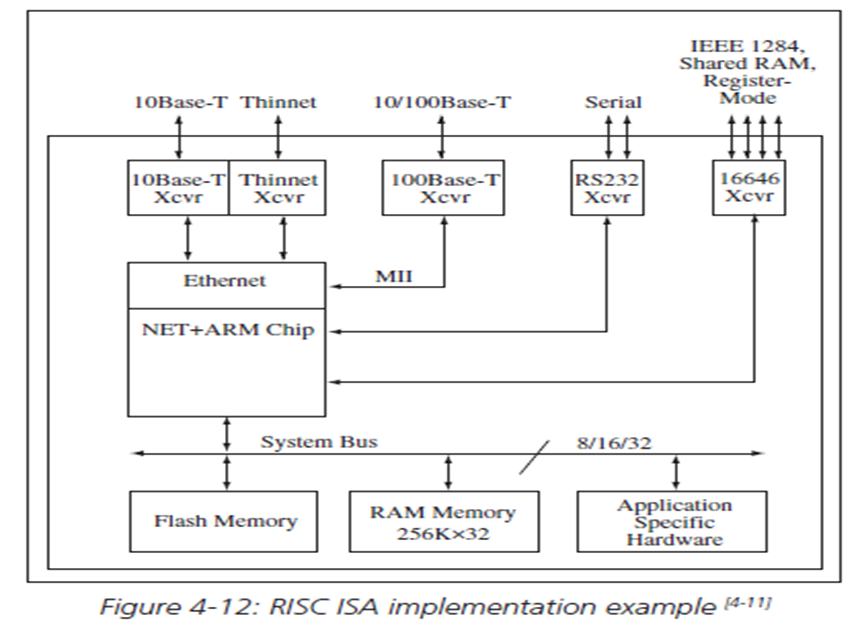 IEEE 1284,
Shared RAM,
Register-
Mode
10Base-T Thinnet
10/100Base-T
Serial
10Base-T
Xcvr
Thinnet
Xcvr
100Base-T
Xcvr
RS232
Xcvr
16646
Xcvr
Ethernet
MII
NET+ARM Chip
System Bus
8/16/32
Flash Memory
RAM Memory
256K×32
Application
Specific
Hardware
Figure 4-12: RISC ISA implementation example [4-11]